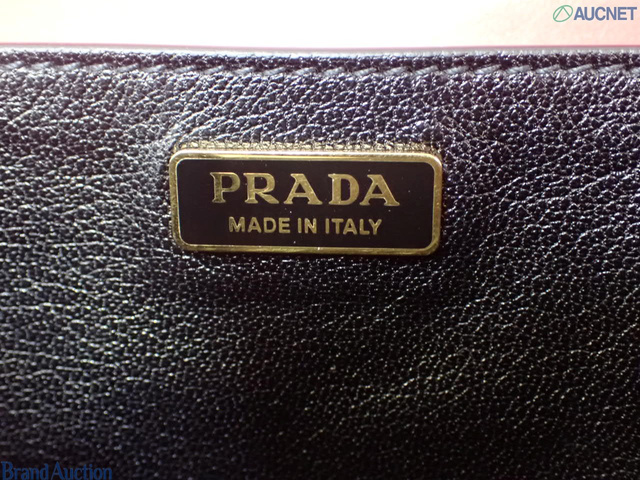 AUCNET
PRADA
MADE IN ITALY
Brand Auction